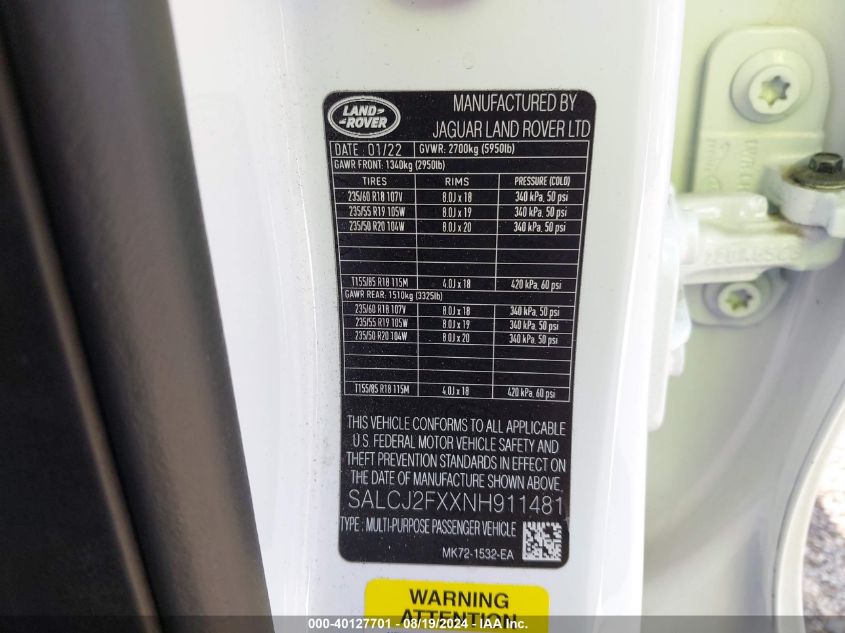 LAND-
-ROVER
MANUFACTURED BY
JAGUAR LAND ROVER LTD
DATE : 01/22 GVWR: 2700kg (5950lb)
GAWR FRONT: 1340kg (2950lb)
TIRES RIMS PRESSURE (COLD)
235/60 R18 107V 8.0J x 18 340 kPa, 50 psi
235/55 R19 105W 8.0J x 19 340 kPa, 50 psi
235/50 R20 104W 8.0J x 20 340 kPa, 50 psi
T155/85 R18 115M 4.0J x 18 420 kPa, 60 psi
GAWR REAR: 1510kg (3325lb)
235/60 R18 107V 8.0J x 18 340 kPa, 50 psi
235/55 R19 105W 8.0J x 19 340 kPa, 50 psi
235/50 R20 104W 8.0J x 20 340 kPa, 50 psi
T155/85 R18 115M 4.0J x 18 420 kPa, 60 psi
THIS VEHICLE CONFORMS TO ALL APPLICABLE
U.S. FEDERAL MOTOR VEHICLE SAFETY AND
THEFT PREVENTION STANDARDS IN EFFECT ON
THE DATE OF MANUFACTURE SHOWN ABOVE.
SALCJ2FXXNH911481
TYPE : MULTI-PURPOSE PASSENGER VEHICLE
MK72-1532-EA
WARNING
ATTENTION
000-40127701 - 08/19/2024 - IAAI.COM